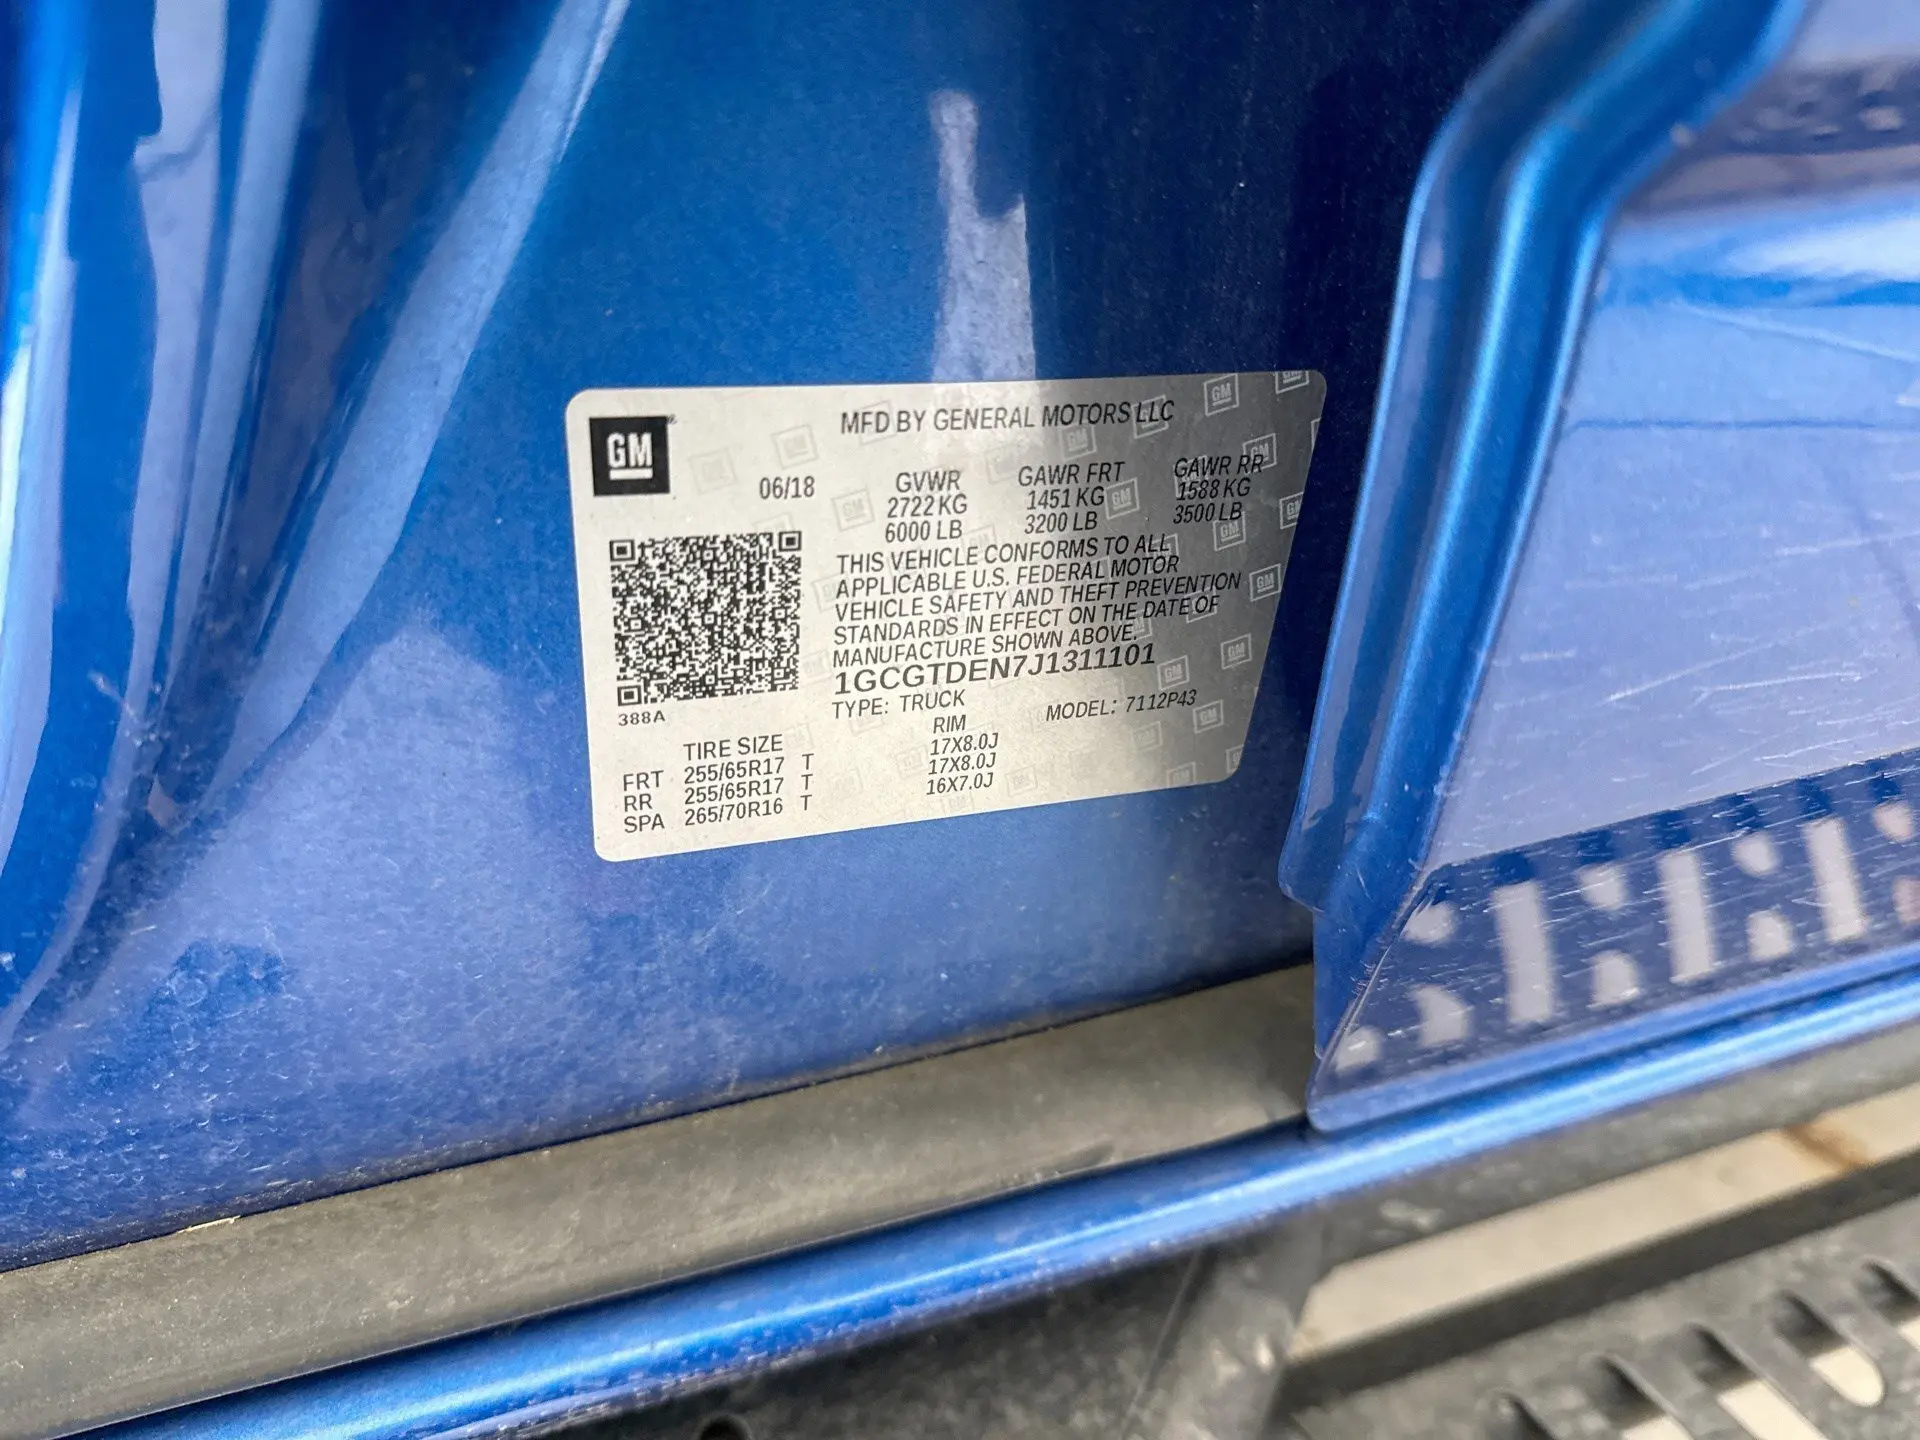 GM
MFD BY GENERAL MOTORS LLC
06/18
GVWR GAWR FRT GAWR RR
2722 KG 1451 KG 1588 KG
6000 LB 3200 LB 3500 LB
THIS VEHICLE CONFORMS TO ALL
APPLICABLE U.S. FEDERAL MOTOR
VEHICLE SAFETY AND THEFT PREVENTION
STANDARDS IN EFFECT ON THE DATE OF
MANUFACTURE SHOWN ABOVE.
1GCGTDEN7J1311101
TYPE: TRUCK MODEL: 7112P43
388A
TIRE SIZE RIM
FRT 255/65R17 T 17X8.0J
RR 255/65R17 T 17X8.0J
SPA 265/70R16 T 16X7.0J